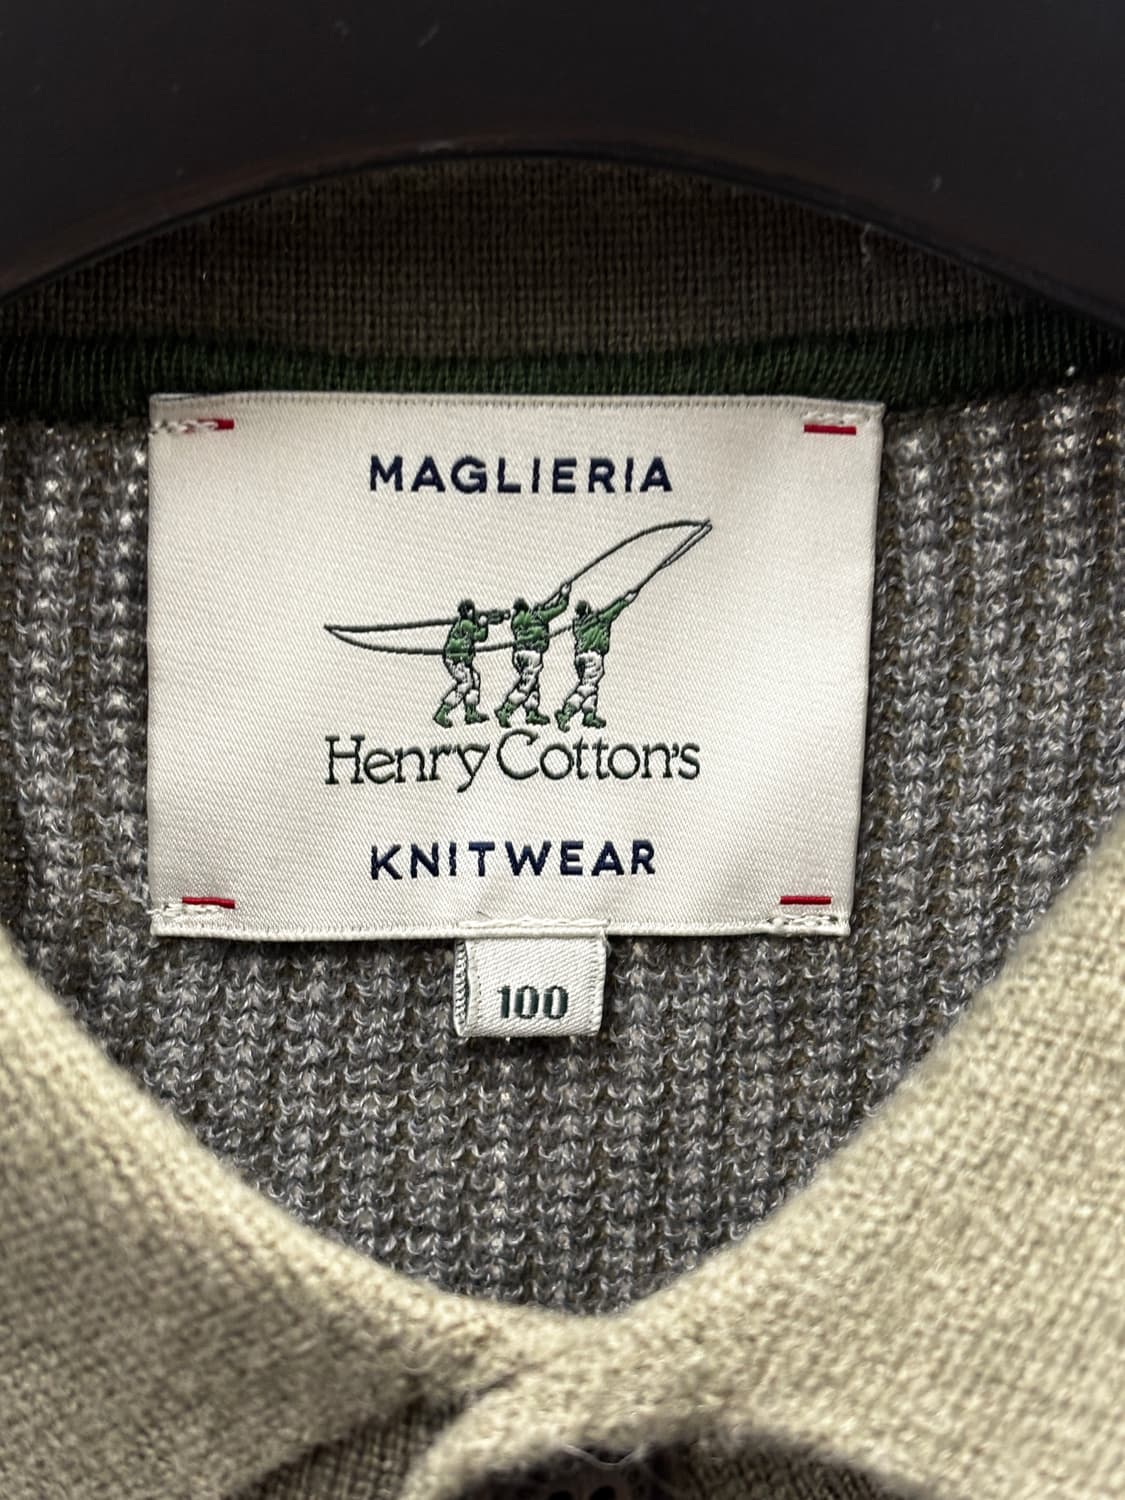 MAGLIERIA
Henry Cotton's
KNITWEAR
100